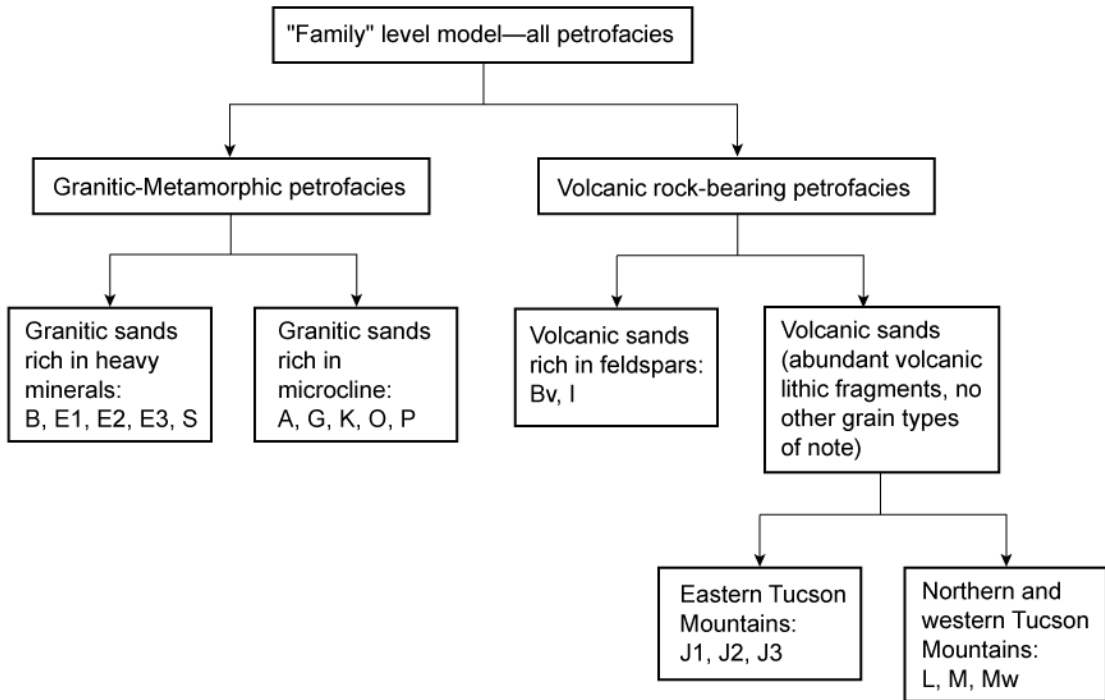 "Family" level model—all petrofacies
Granitic-Metamorphic petrofacies
Volcanic rock-bearing petrofacies
Granitic sands
rich in heavy
minerals:
B, E1, E2, E3, S
Granitic sands
rich in
microcline:
A, G, K, O, P
Volcanic sands
rich in feldspars:
Bv, I
Volcanic sands
(abundant volcanic
lithic fragments, no
other grain types
of note)
Eastern Tucson
Mountains:
J1, J2, J3
Northern and
western Tucson
Mountains:
L, M, Mw